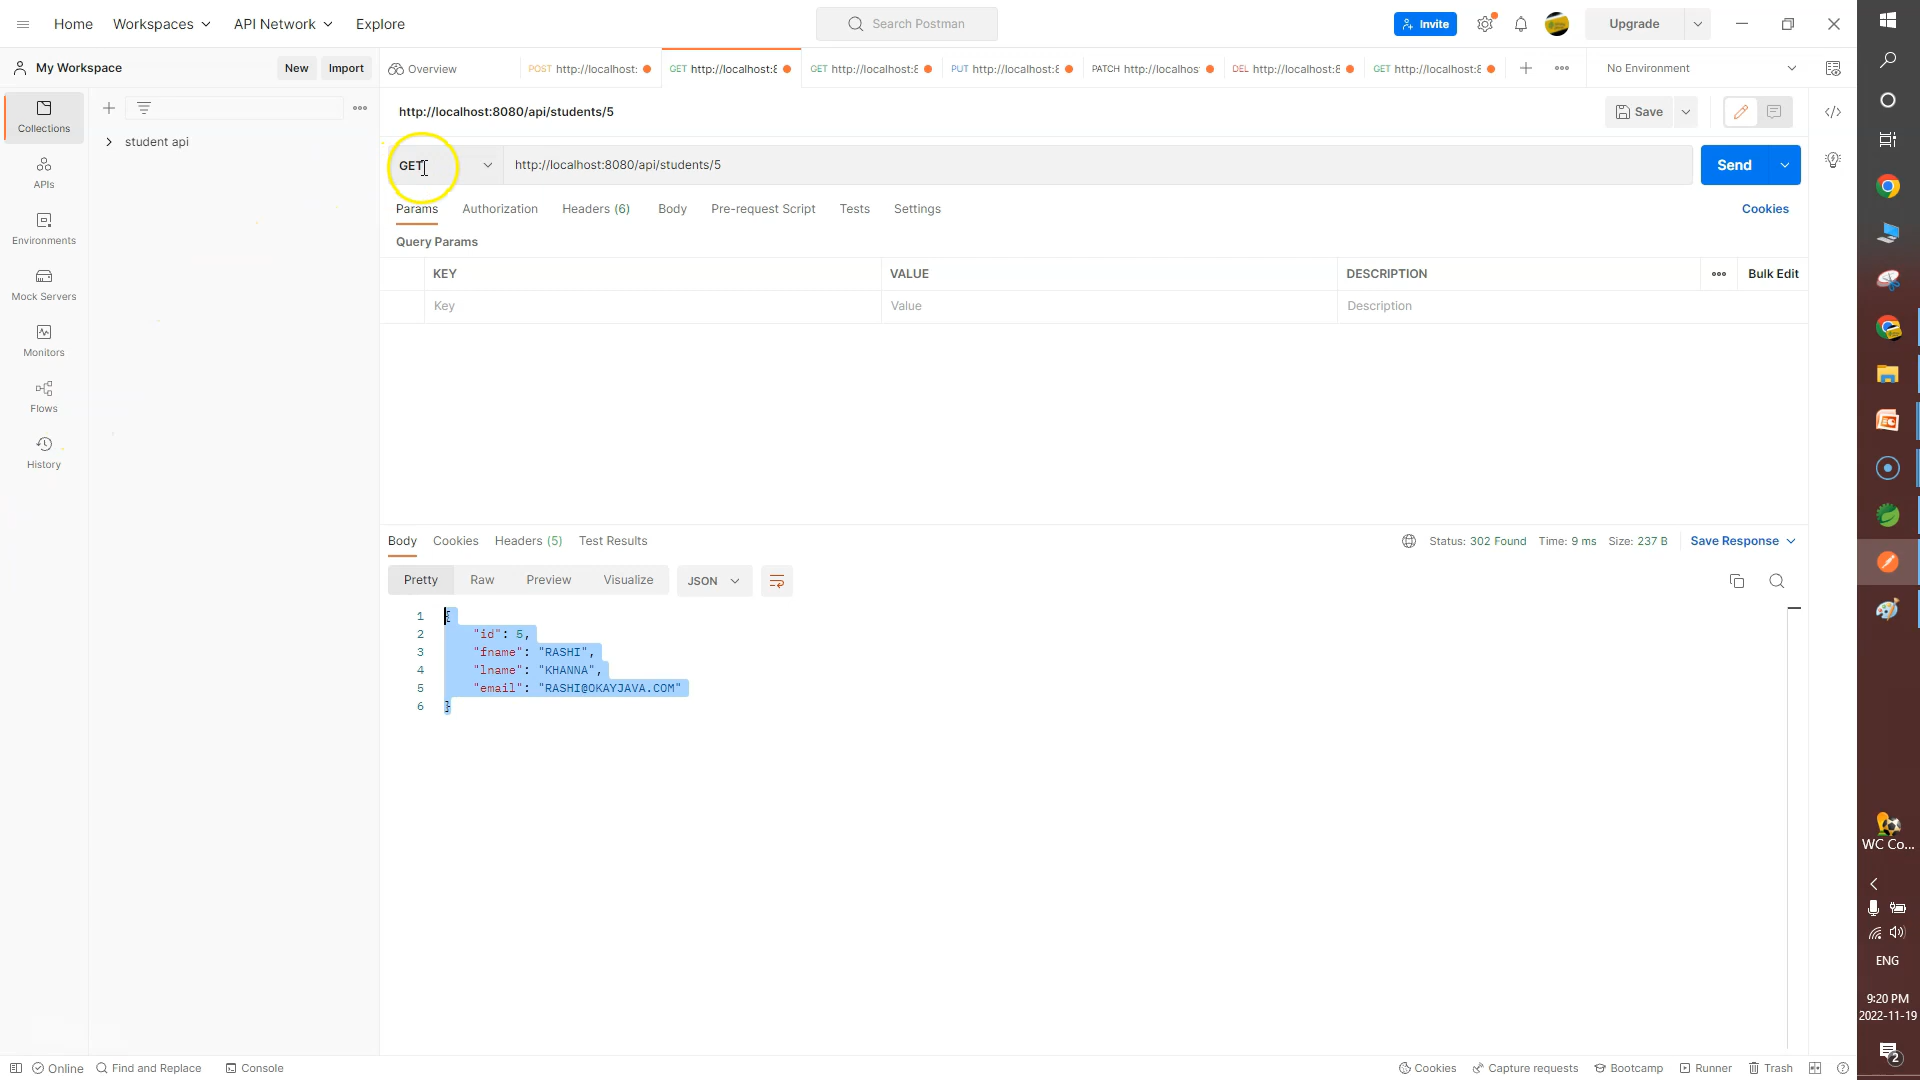 Home Workspaces API Network Explore Search Postman Invite Upgrade
My Workspace New Import Overview POST http://localhost: GET http://localhost:8 GET http://localhost:8 PUT http://localhost:8 PATCH http://localhos DEL http://localhost:8 GET http://localhost:8 No Environment
Collections
student api
APIs
Environments
Mock Servers
Monitors
Flows
History
http://localhost:8080/api/students/5 Save
GET http://localhost:8080/api/students/5 Send
Params Authorization Headers (6) Body Pre-request Script Tests Settings Cookies
Query Params
KEY VALUE DESCRIPTION Bulk Edit
Key Value Description
Body Cookies Headers (5) Test Results Status: 302 Found Time: 9 ms Size: 237 B Save Response
Pretty Raw Preview Visualize JSON
1 {
2 "id": 5,
3 "fname": "RASHI",
4 "lname": "KHANNA",
5 "email": "RASHI@OKAYJAVA.COM"
6 }
Online Find and Replace Console Cookies Capture requests Bootcamp Runner Trash
WC Co...
ENG
9:20 PM
2022-11-19
2